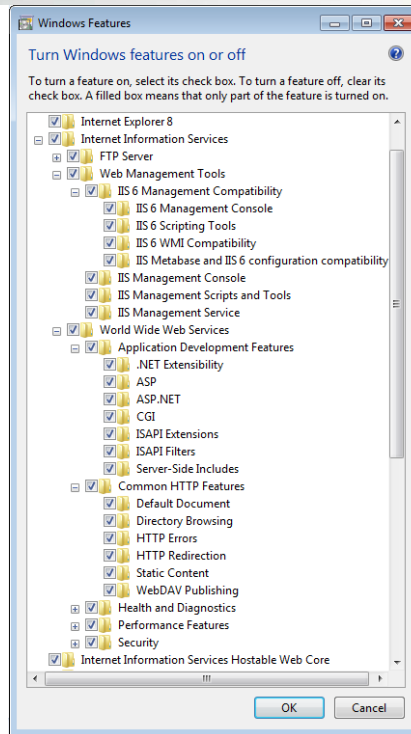 Windows Features
Turn Windows features on or off
To turn a feature on, select its check box. To turn a feature off, clear its
check box. A filled box means that only part of the feature is turned on.
Internet Explorer 8
Internet Information Services
FTP Server
Web Management Tools
IIS 6 Management Compatibility
IIS 6 Management Console
IIS 6 Scripting Tools
IIS 6 WMI Compatibility
IIS Metabase and IIS 6 configuration compatibility
IIS Management Console
IIS Management Scripts and Tools
IIS Management Service
World Wide Web Services
Application Development Features
.NET Extensibility
ASP
ASP.NET
CGI
ISAPI Extensions
ISAPI Filters
Server-Side Includes
Common HTTP Features
Default Document
Directory Browsing
HTTP Errors
HTTP Redirection
Static Content
WebDAV Publishing
Health and Diagnostics
Performance Features
Security
Internet Information Services Hostable Web Core
OK Cancel